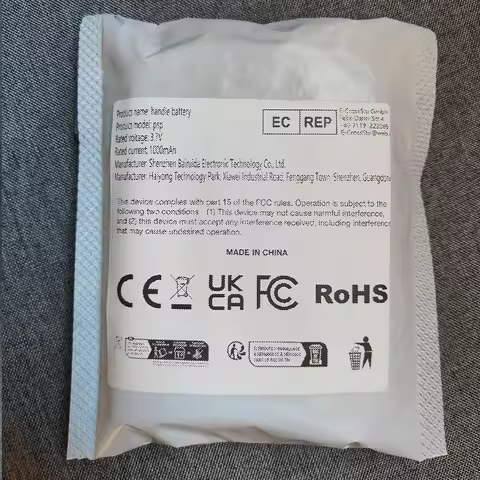 Product name: handle battery
Product model: psp
Rated voltage: 3.7V
Rated current: 1000mAh
Manufacturer: Shenzhen Electronic Technology Co., Ltd.
Manufacturer: Haiyong Technology Park, Xiawei Industrial Road, Fenggang Town, Shenzhen, Guangdong
EC REP
E-CrossStu GmbH
This device complies with part 15 of the FCC rules. Operation is subject to the
following two conditions: (1) This device may not cause harmful interference,
and (2) this device must accept any interference received, including interference
that may cause undesired operation.
MADE IN CHINA
CE UK CA FC RoHS